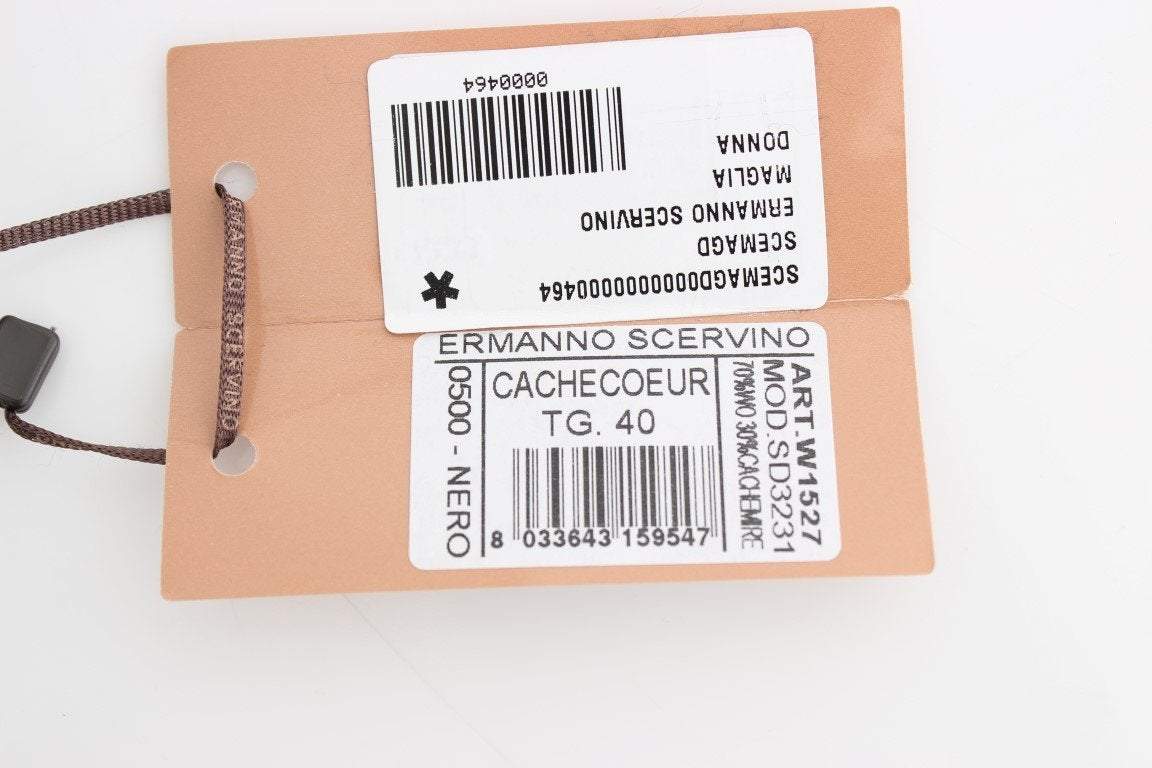 SCEMAGD0000000000464
SCEMAGD
ERMANNO SCERVINO
MAGLIA
DONNA
0000464
ERMANNO SCERVINO
0500 - NERO
CACHECOEUR
TG. 40
8 033643 159547
ART.W1527
MOD.SD3231
70%WO 30%CACHEMIRE